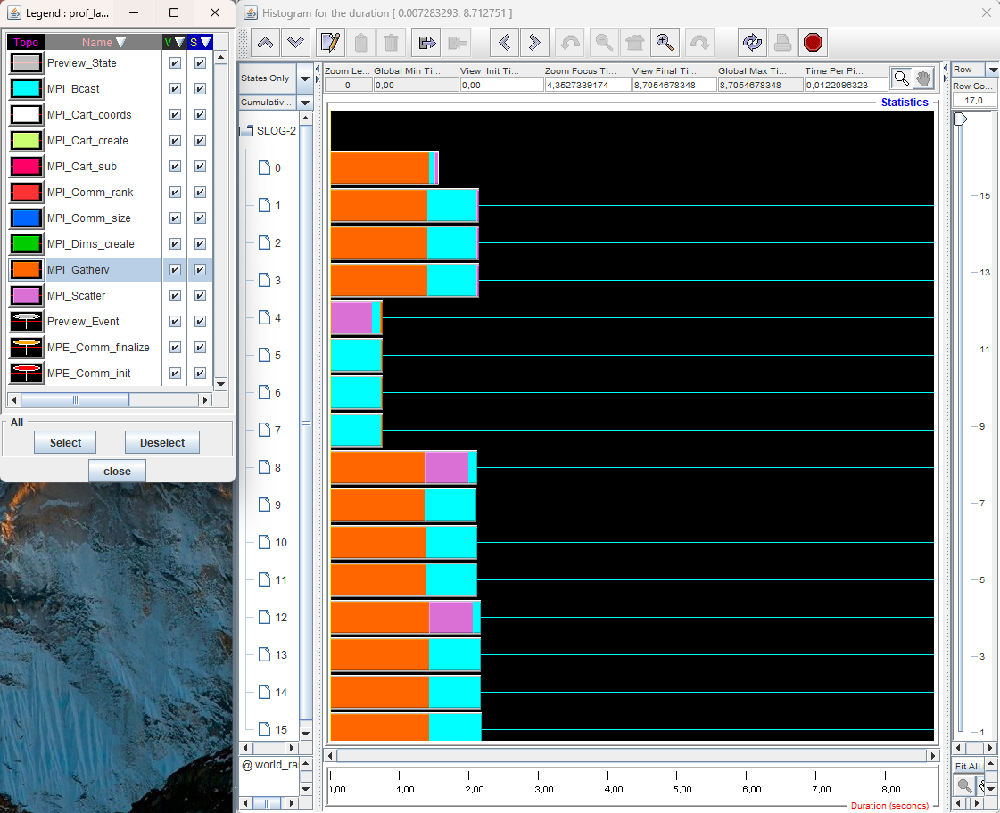 Legend : prof_la...
Topo Name V S
Preview_State
MPI_Bcast
MPI_Cart_coords
MPI_Cart_create
MPI_Cart_sub
MPI_Comm_rank
MPI_Comm_size
MPI_Dims_create
MPI_Gatherv
MPI_Scatter
Preview_Event
MPE_Comm_finalize
MPE_Comm_init
All
Select Deselect
close
Histogram for the duration [ 0.007283293, 8.712751 ]
States Only
Cumulativ...
Zoom Le... Global Min Ti... View Init Ti... Zoom Focus Ti... View Final Ti... Global Max Ti... Time Per Pi...
0 0,00 0,00 4,3527339174 8,7054678348 8,7054678348 0,0122096323
Row
Row Co...
17,0
Statistics
SLOG-2
0
1
2
3
4
5
6
7
8
9
10
11
12
13
14
15
15
13
11
9
7
5
3
1
@ world_ra
Fit All
0,00 1,00 2,00 3,00 4,00 5,00 6,00 7,00 8,00
Duration (seconds)